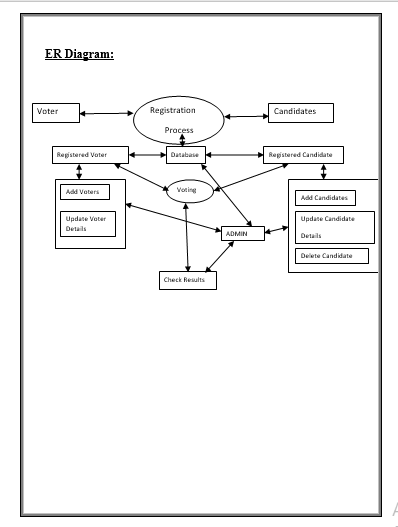 ER Diagram:
Voter
Registration
Process
Candidates
Registered Voter
Database
Registered Candidate
Add Voters
Update Voter
Details
Voting
ADMIN
Add Candidates
Update Candidate
Details
Delete Candidate
Check Results